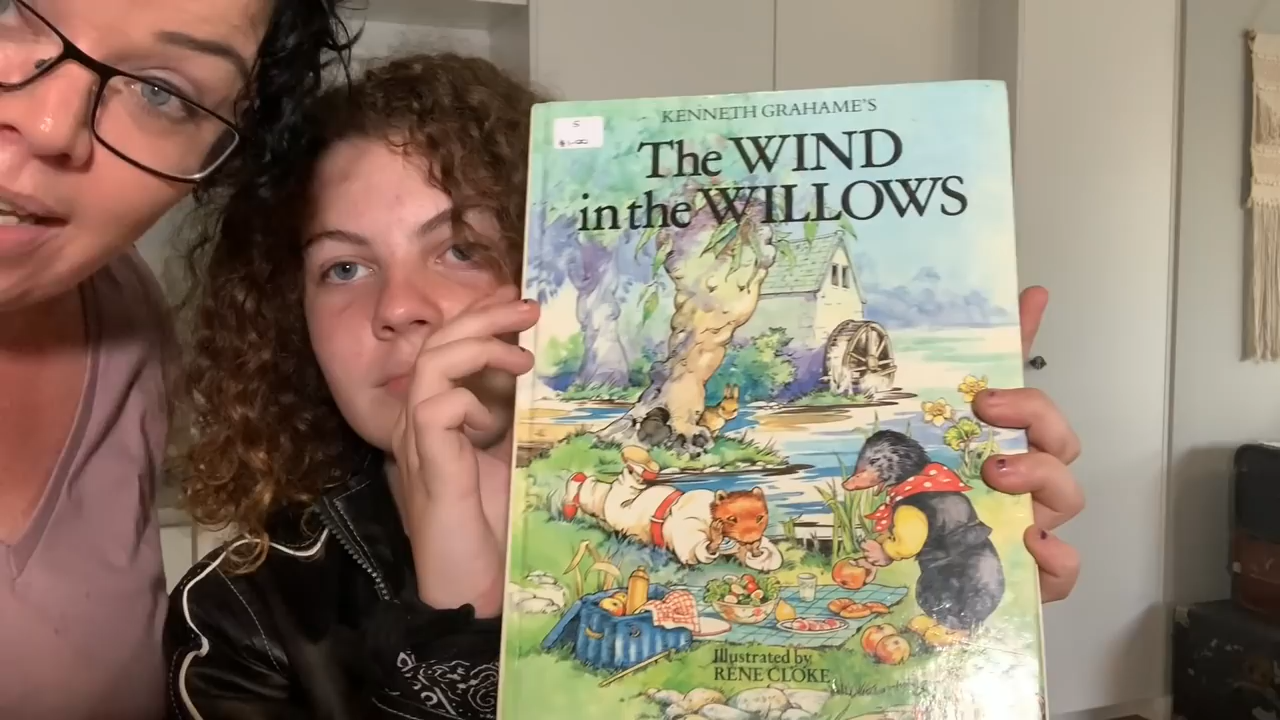 KENNETH GRAHAME'S
The WIND
in the WILLOWS
S
Illustrated by
RENE CLOKE